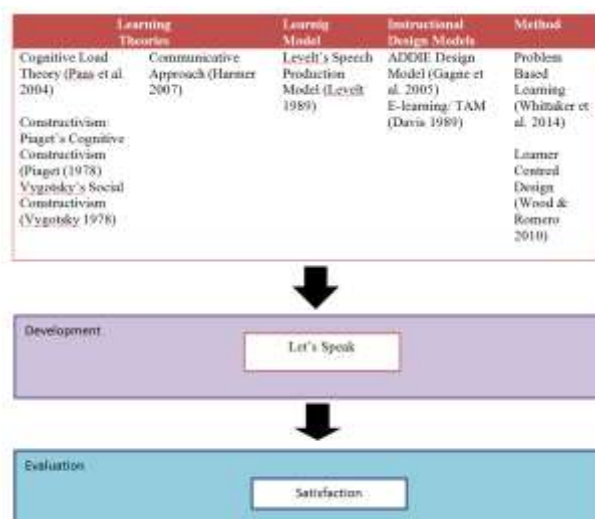 Learning
Theories
Learnig
Model
Instructional
Design Models
Method
Cognitive Load
Theory (Paas et al.
2004)
Constructivism
Piaget's Cognitive
Constructivism
(Piaget (1978)
Vygotsky's Social
Constructivism
(Vygotsky 1978)
Communicative
Approach (Harmer
2007)
Levelt's Speech
Production
Model (Levelt
1989)
ADDIE Design
Model (Gagne et
al. 2005)
E-learning/ TAM
(Davis 1989)
Problem
Based
Learning
(Whittaker et
al. 2014)
Learner
Centred
Design
(Wood &
Romero
2010)
Development
Let's Speak
Evaluation
Satisfaction